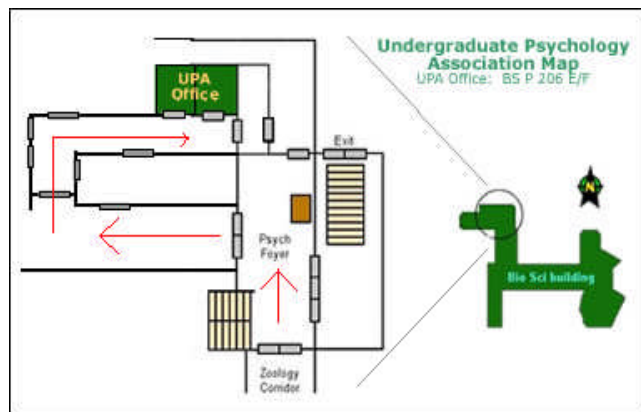 Undergraduate Psychology
Association Map
UPA Office: BS P 206 E/F
UPA
Office
Exit
N
Psych
Foyer
Bio Sci building
Zoology
Corridor